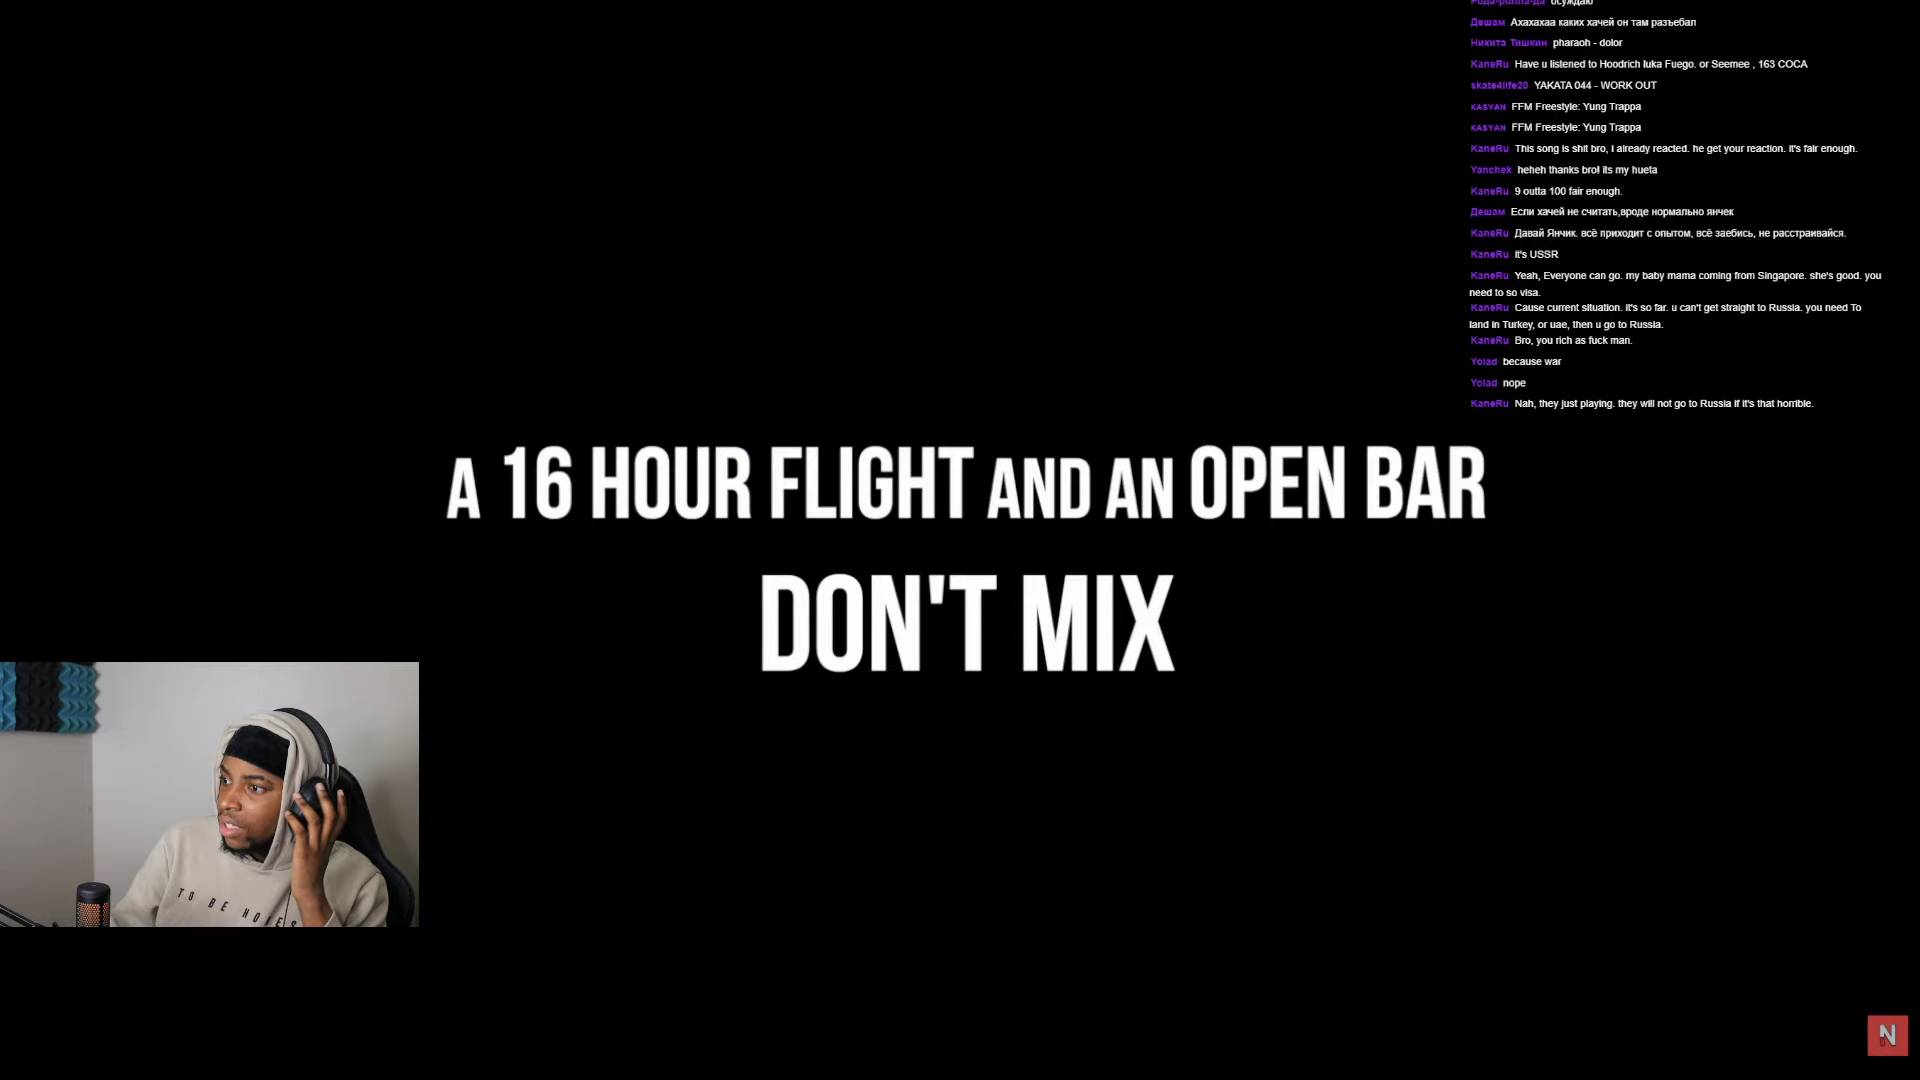 Рода-ролла-да осуждаю
Дешам Ахахахаа каких хачей он там разъебал
Никита Тишкин pharaoh - dolor
KaneRu Have u listened to Hoodrich luka Fuego. or Seemee , 163 COCA
skate4life20 YAKATA 044 - WORK OUT
KASYAN FFM Freestyle: Yung Trappa
KASYAN FFM Freestyle: Yung Trappa
KaneRu This song is shit bro, I already reacted. he get your reaction. it's fair enough.
Yanchek heheh thanks bro! its my hueta
KaneRu 9 outta 100 fair enough.
Дешам Если хачей не считать,вроде нормально янчек
KaneRu Давай Янчик. всё приходит с опытом, всё заебись, не расстраивайся.
KaneRu it's USSR
KaneRu Yeah, Everyone can go. my baby mama coming from Singapore. she's good. you
need to so visa.
KaneRu Cause current situation. it's so far. u can't get straight to Russia. you need To
land in Turkey, or uae, then u go to Russia.
KaneRu Bro, you rich as fuck man.
Yolad because war
Yolad nope
KaneRu Nah, they just playing. they will not go to Russia if it's that horrible.
A 16 HOUR FLIGHT AND AN OPEN BAR
DON'T MIX
TO BE HONES
N